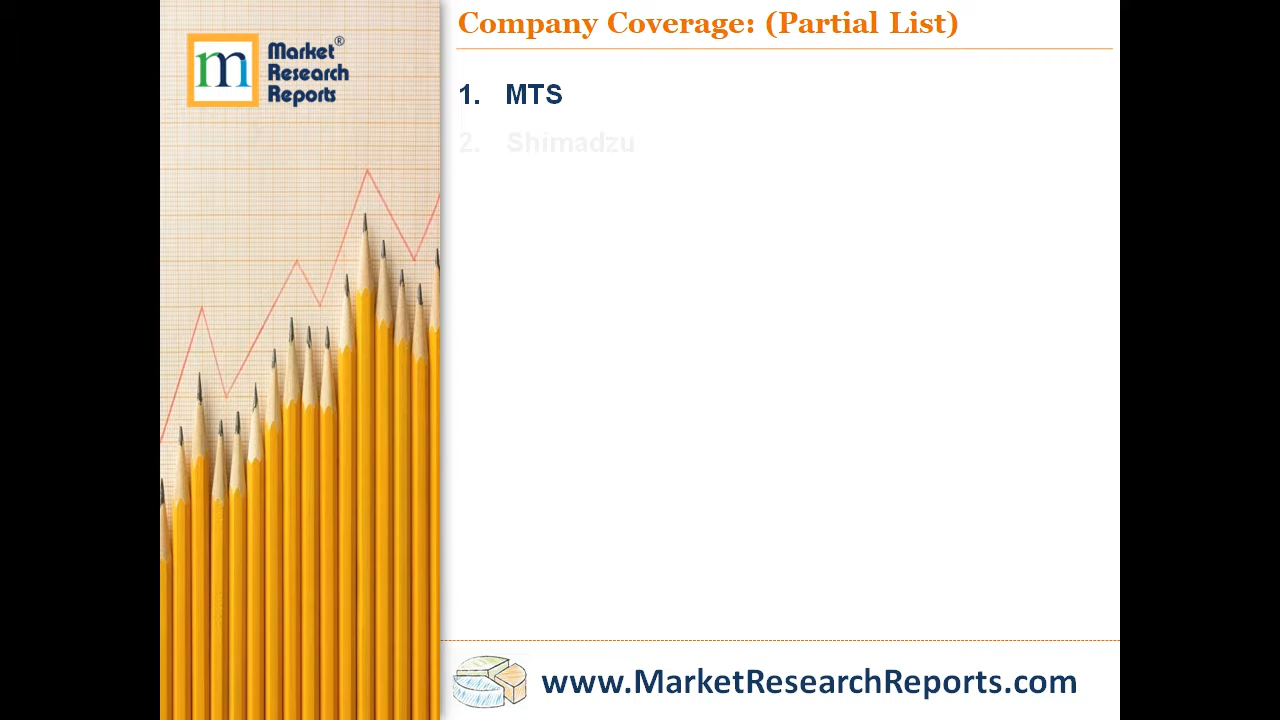 Company Coverage: (Partial List)
Market®
Research
Reports
m
1. MTS
2. Shimadzu
www.MarketResearchReports.com